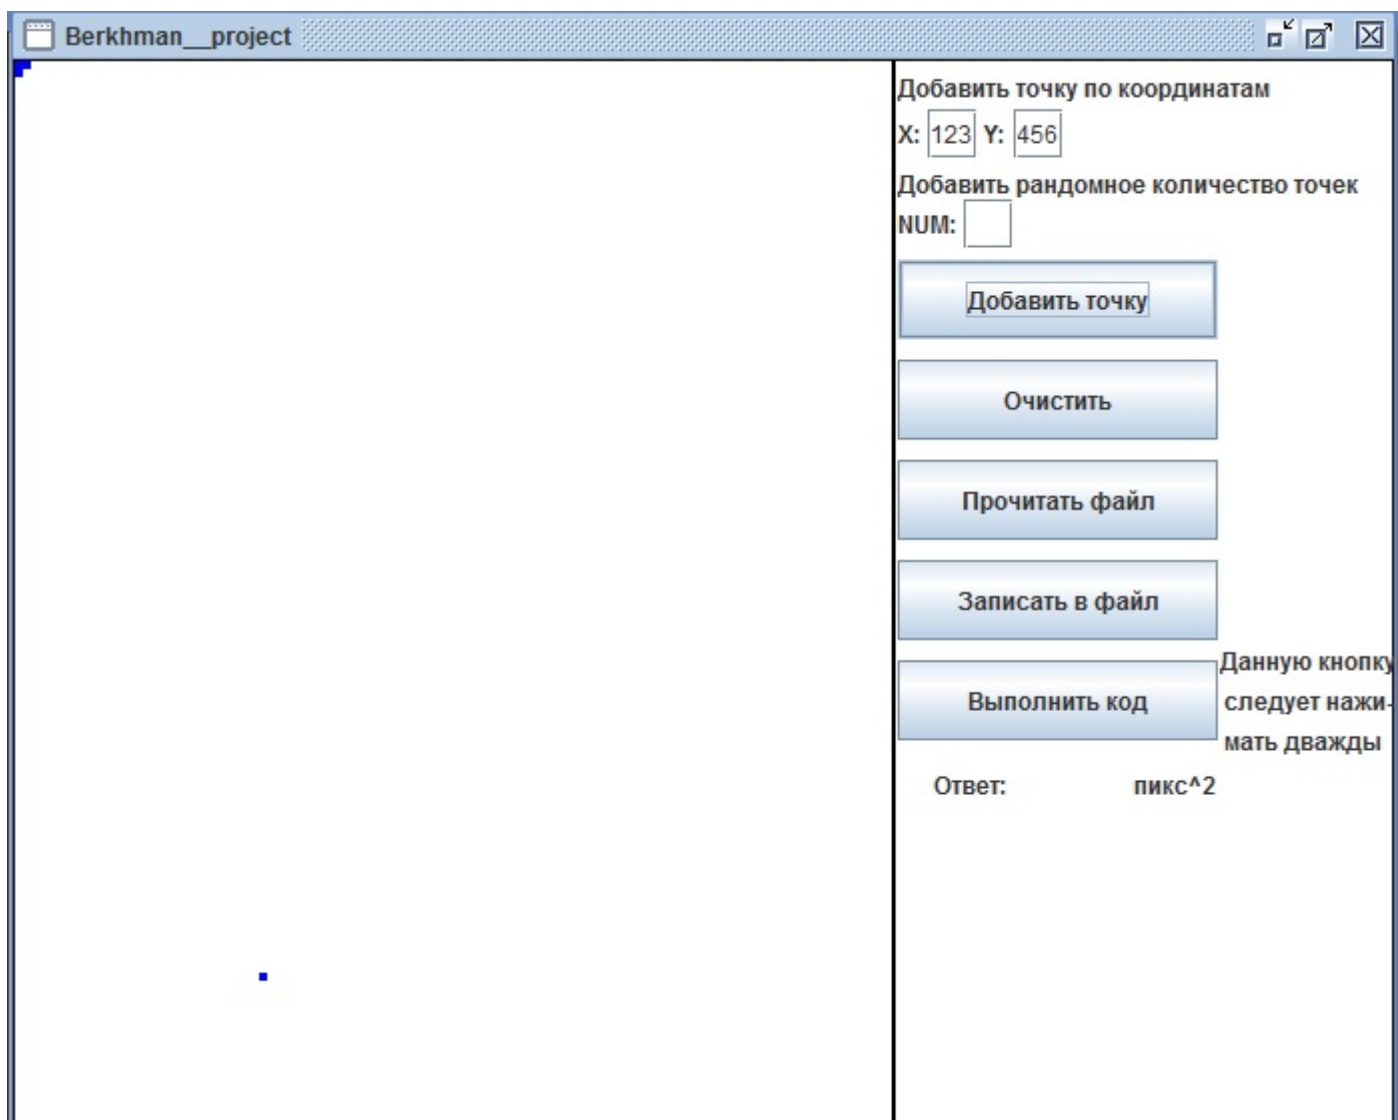 Berkhman__project
Добавить точку по координатам
X: 123 Y: 456
Добавить рандомное количество точек
NUM:
Добавить точку
Очистить
Прочитать файл
Записать в файл
Выполнить код
Данную кнопку
следует нажи-
мать дважды
Ответ: пикс^2